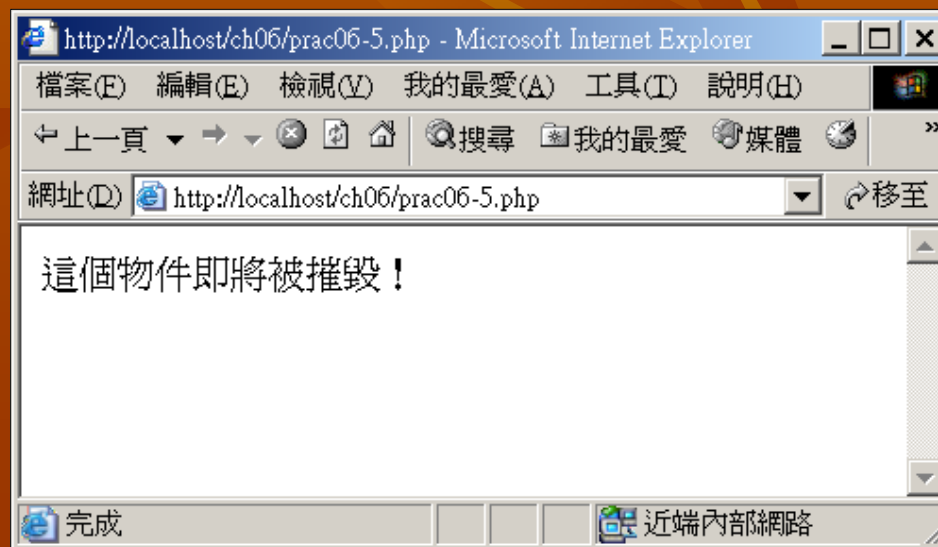 http://localhost/ch06/prac06-5.php - Microsoft Internet Explorer
檔案(F) 編輯(E) 檢視(V) 我的最愛(A) 工具(T) 說明(H)
上一頁 搜尋 我的最愛 媒體 »
網址(D) http://localhost/ch06/prac06-5.php 移至
這個物件即將被摧毀！
完成 近端內部網路